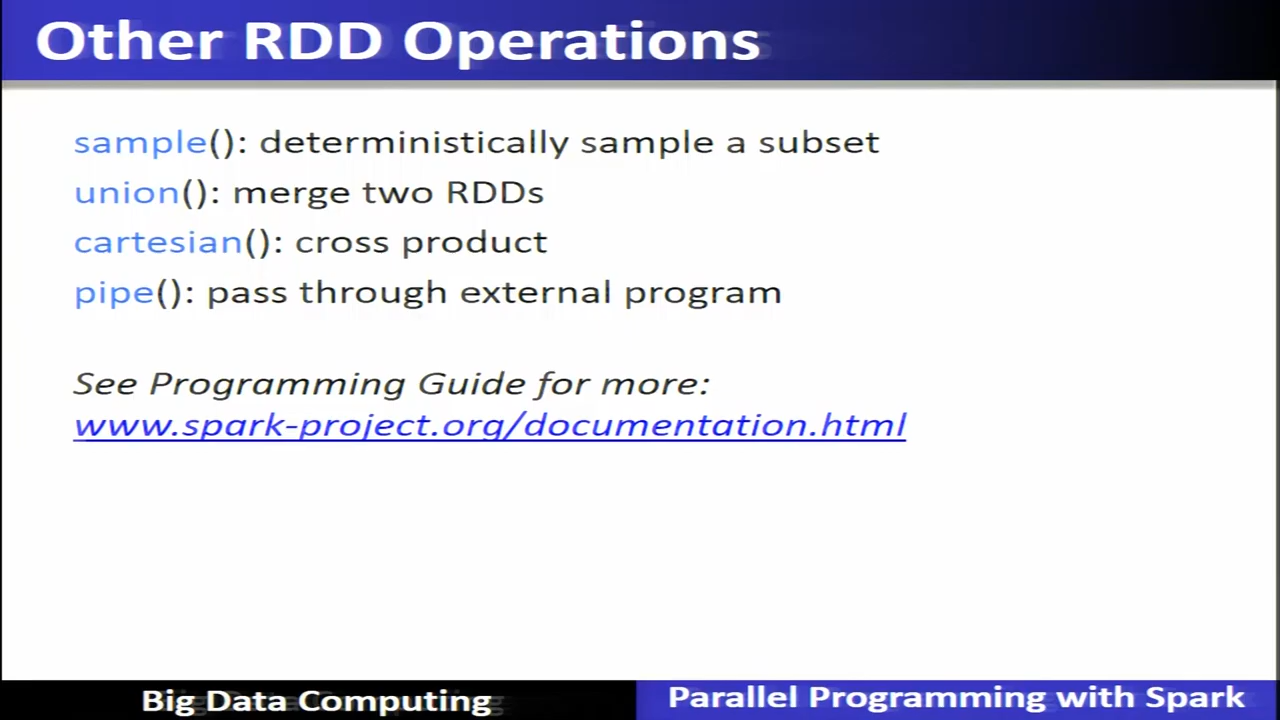 Other RDD Operations
sample(): deterministically sample a subset
union(): merge two RDDs
cartesian(): cross product
pipe(): pass through external program
See Programming Guide for more:
www.spark-project.org/documentation.html
Big Data Computing
Parallel Programming with Spark